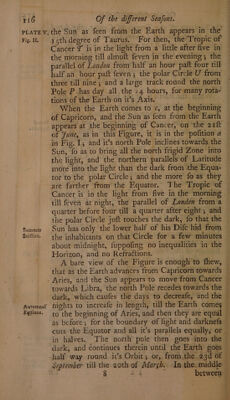 116 Of the different Seasons.
PLATE V. the Sun as seen from the Earth appears in the
Fig. II. 15th degree of Taurus. For then, the Tropic of
Cancer T is in the light from a little after five in
the morning till almost seven in the evening; the
parallel of London from half an hour past four till
half an hour past seven; the polar Circle U from
three till nine; and a large track round the north
Pole P has day all the 24 hours, for many rota-
tions of the Earth on it's Axis.
When the Earth comes to c, at the beginning
of Capricorn, and the Sun as seen from the Earth
appears at the beginning of Cancer, on the 21st
of June, as in this Figure, it is in the position a
in Fig. I, and it's north Pole inclines towards the
Sun, so as to bring all the north frigid Zone into
the light, and the northern parallels of Latitude
more into the light than the dark from the Equa-
tor to the polar Circle; and the more so as they
are farther from the Equator. The Tropic of
Cancer is in the light from five in the morning
till seven at night, the parallel of London from a
quarter before four till a quarter after eight; and
the polar Circle just touches the dark, so that the
Summer Sun has only the lower half of his Disc hid from
Solstice. the inhabitants on that Circle for a few minutes
about midnight, supposing no inequalities in the
Horizon, and no Refractions.
A bare view of the Figure is enough to shew,
that as the Earth advances from Capricorn towards
Aries, and the Sun appears to move from Cancer
towards Libra, the north Pole recedes towards the
dark, which causes the days to decrease, and the
Autumnal nights to increase in length, till the Earth comes
Equinox. to the beginning of Aries, and then they are equal
as before; for the boundary of light and darkness
cuts the Equator and all it's parallels equally, or
in halves. The north pole then goes into the
dark, and continues therein until the Earth goes
half way round it's Orbit; or, from the 23d of
September till the 20th of March. In the middle
8 between